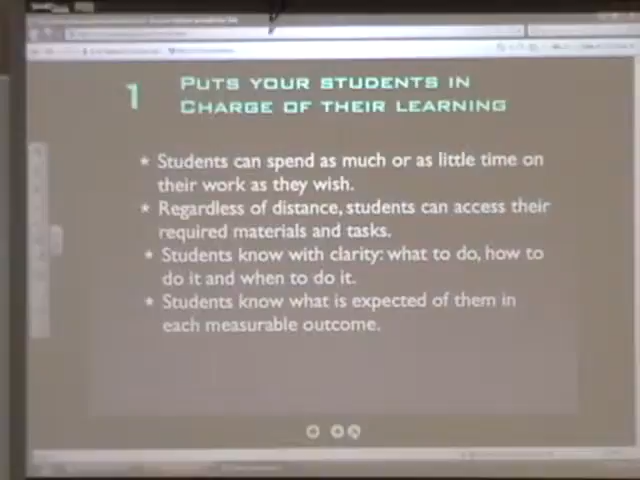 1 PUTS YOUR STUDENTS IN
CHARGE OF THEIR LEARNING
* Students can spend as much or as little time on
their work as they wish.
* Regardless of distance, students can access their
required materials and tasks.
* Students know with clarity: what to do, how to
do it and when to do it.
* Students know what is expected of them in
each measurable outcome.